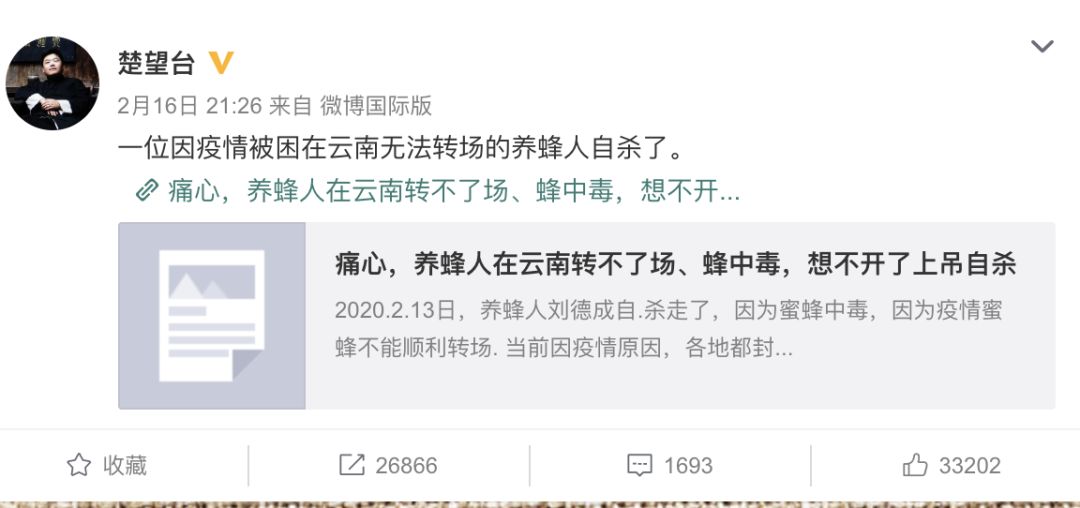 楚望台
2月16日 21:26 来自 微博国际版
一位因疫情被困在云南无法转场的养蜂人自杀了。
痛心，养蜂人在云南转不了场、蜂中毒，想不开...
痛心，养蜂人在云南转不了场、蜂中毒，想不开了上吊自杀
2020.2.13日，养蜂人刘德成自.杀走了，因为蜜蜂中毒，因为疫情蜜
蜂不能顺利转场. 当前因疫情原因，各地都封...
收藏 26866 1693 33202